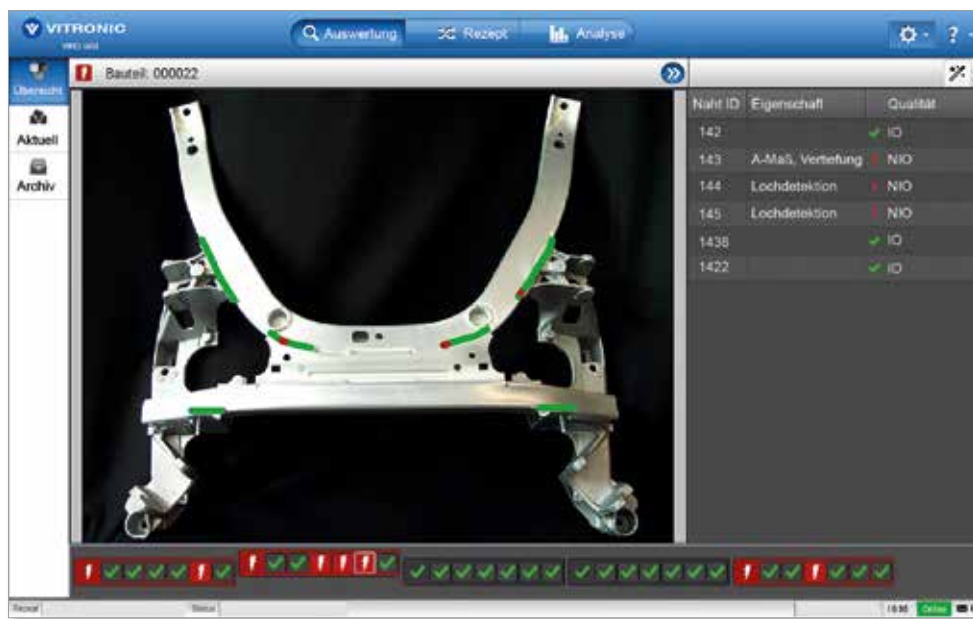 VITRONIC
Auswertung
Rezept
Analyse
?
Übersicht
Aktuell
Archiv
Bauteil: 000022
Naht ID Eigenschaft Qualität
142 IO
143 A-Maß, Vertiefung NIO
144 Lochdetektion NIO
145 Lochdetektion NIO
1438 IO
1422 IO
Status
Online